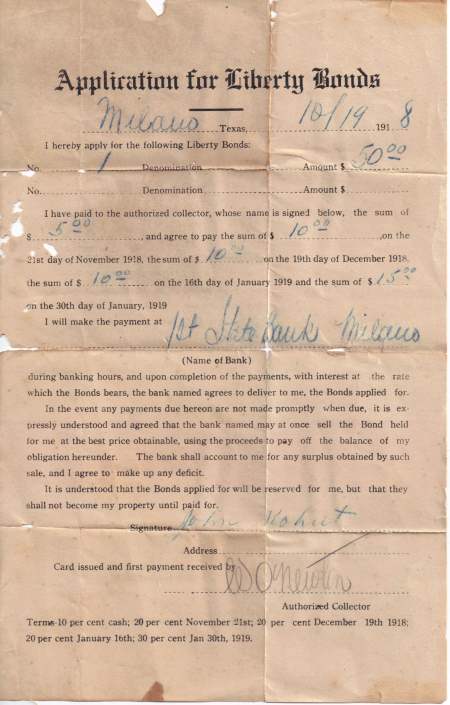 Application for Liberty Bonds
Milano Texas, 10/19 1918
I hereby apply for the following Liberty Bonds:
No. 1 Denomination Amount $ 50 00
No. Denomination Amount $
I have paid to the authorized collector, whose name is signed below, the sum of
$ 5 00 , and agree to pay the sum of $ 10 00 ,on the
21st day of November 1918, the sum of $ 10 00 on the 19th day of December 1918,
the sum of $ 10 00 on the 16th day of January 1919 and the sum of $ 15 00
on the 30th day of January, 1919
I will make the payment at 1st State Bank Milano
(Name of Bank)
during banking hours, and upon completion of the payments, with interest at the rate
which the Bonds bears, the bank named agrees to deliver to me, the Bonds applied for.
In the event any payments due hereon are not made promptly when due, it is ex-
pressly understood and agreed that the bank named may at once sell the Bond held
for me at the best price obtainable, using the proceeds to pay off the balance of my
obligation hereunder. The bank shall account to me for any surplus obtained by such
sale, and I agree to make up any deficit.
It is understood that the Bonds applied for will be reserved for me, but that they
shall not become my property until paid for.
Signature John Kohut
Address
Card issued and first payment received by
Authorized Collector
Terms 10 per cent cash; 20 per cent November 21st; 20 per cent December 19th 1918;
20 per cent January 16th; 30 per cent Jan 30th, 1919.